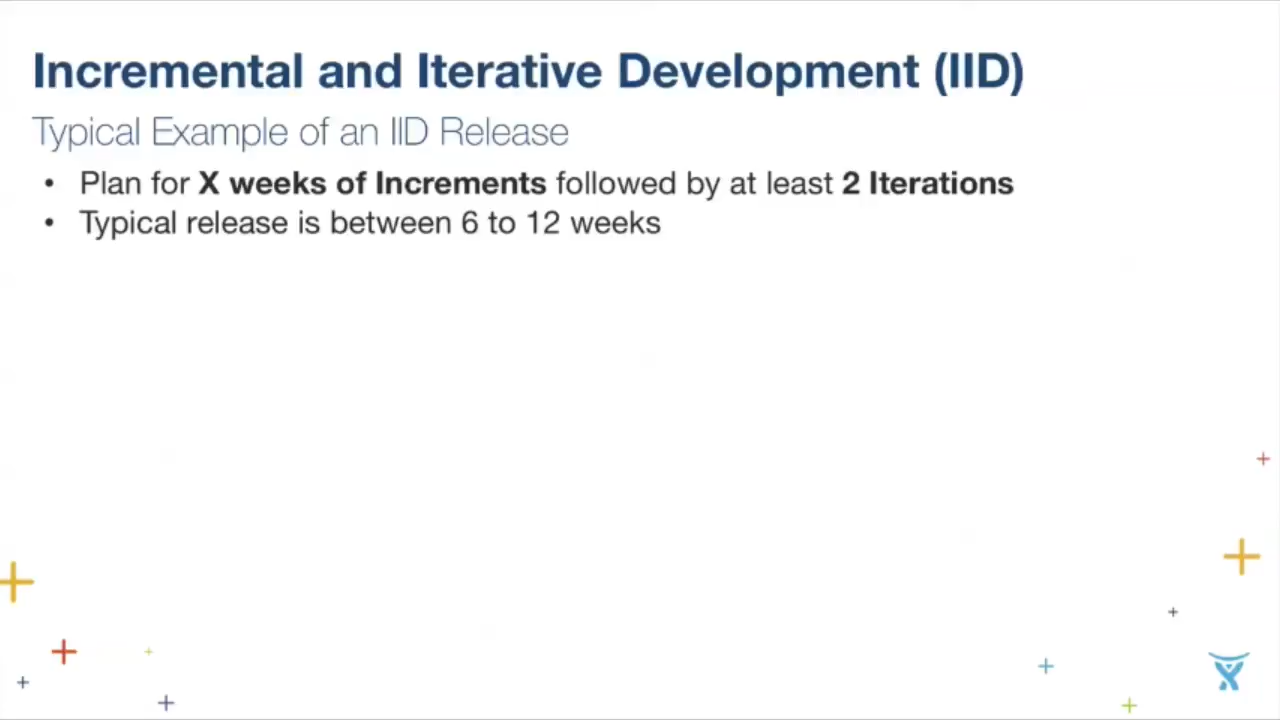 Incremental and Iterative Development (IID)
Typical Example of an IID Release
• Plan for X weeks of Increments followed by at least 2 Iterations
• Typical release is between 6 to 12 weeks